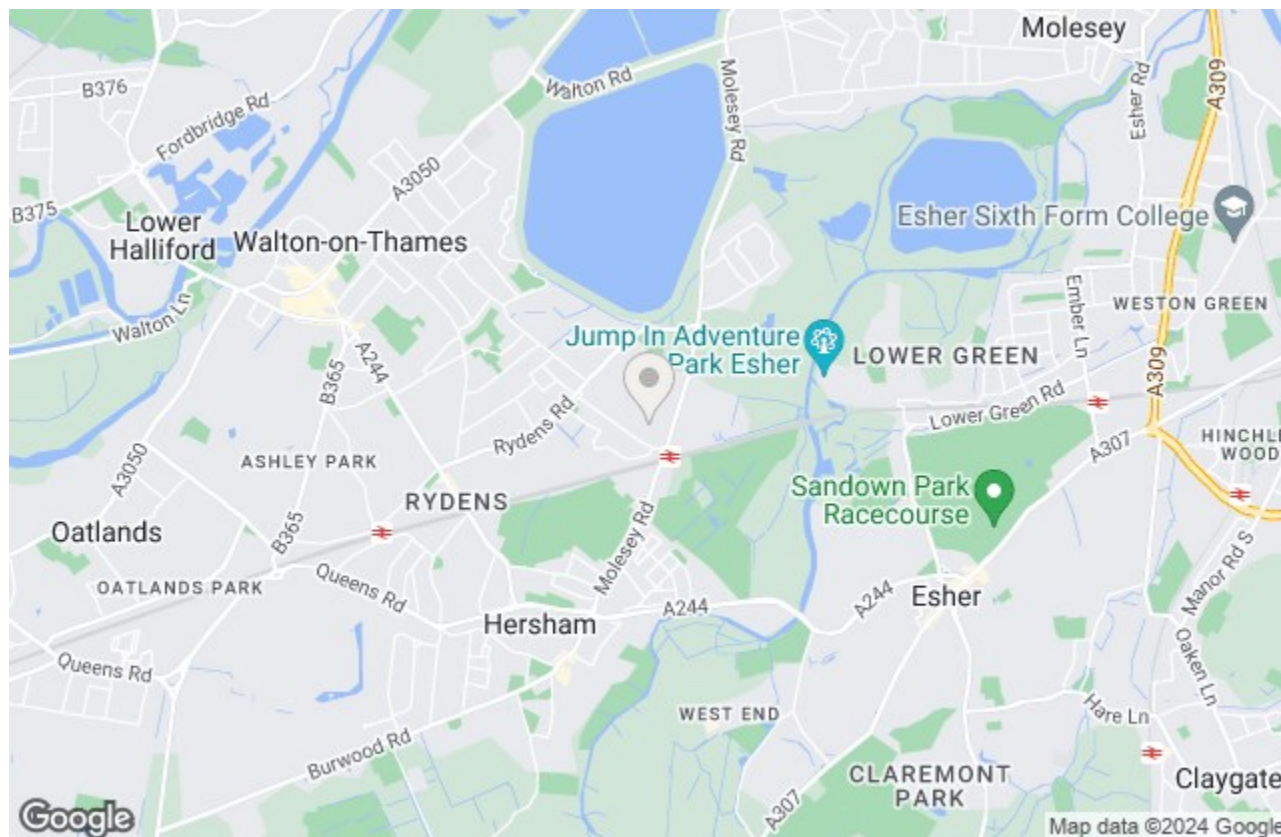 Molesey
B376
Walton Rd
Molesey Rd
Esher Rd
A309
Fordbridge Rd
A3050
B375
Lower
Halliford
Walton-on-Thames
Esher Sixth Form College
Ember Ln
WESTON GREEN
Walton Ln
Jump In Adventure
Park Esher
LOWER GREEN
A244
B365
A309
Rydens Rd
Lower Green Rd
A307
HINCHLE
WOOD
ASHLEY PARK
A3050
RYDENS
Sandown Park
Racecourse
Oatlands
B365
Molesey Rd
Manor Rd S
OATLANDS PARK
Queens Rd
A244
A244
Esher
Hersham
Queens Rd
Oaken Ln
WEST END
Hare Ln
Burwood Rd
CLAREMONT
PARK
Claygate
A307
Google
Map data ©2024 Google